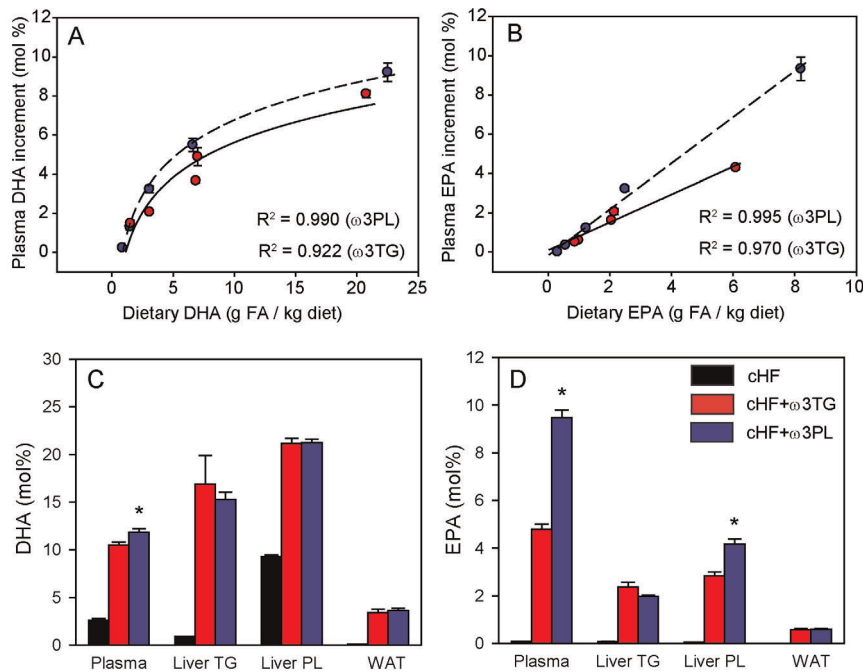 A
Plasma DHA increment (mol %)
12
10
8
6
4
2
0
R² = 0.990 (ω3PL)
R² = 0.922 (ω3TG)
0 5 10 15 20 25
Dietary DHA (g FA / kg diet)
B
Plasma EPA increment (mol %)
12
10
8
6
4
2
0
R² = 0.995 (ω3PL)
R² = 0.970 (ω3TG)
0 2 4 6 8 10
Dietary EPA (g FA / kg diet)
C
DHA (mol%)
30
25
20
15
10
5
0
*
Plasma Liver TG Liver PL WAT
D
EPA (mol%)
12
10
8
6
4
2
0
*
*
cHF
cHF+ω3TG
cHF+ω3PL
Plasma Liver TG Liver PL WAT